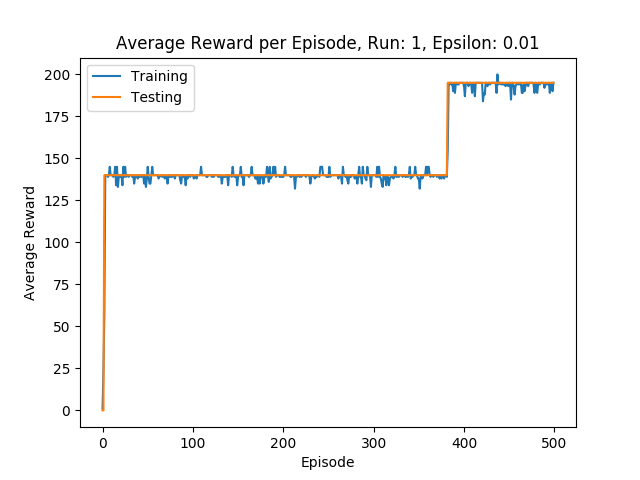 Average Reward per Episode, Run: 1, Epsilon: 0.01
Training
Testing
200
175
150
125
100
75
50
25
0
Average Reward
0 100 200 300 400 500
Episode